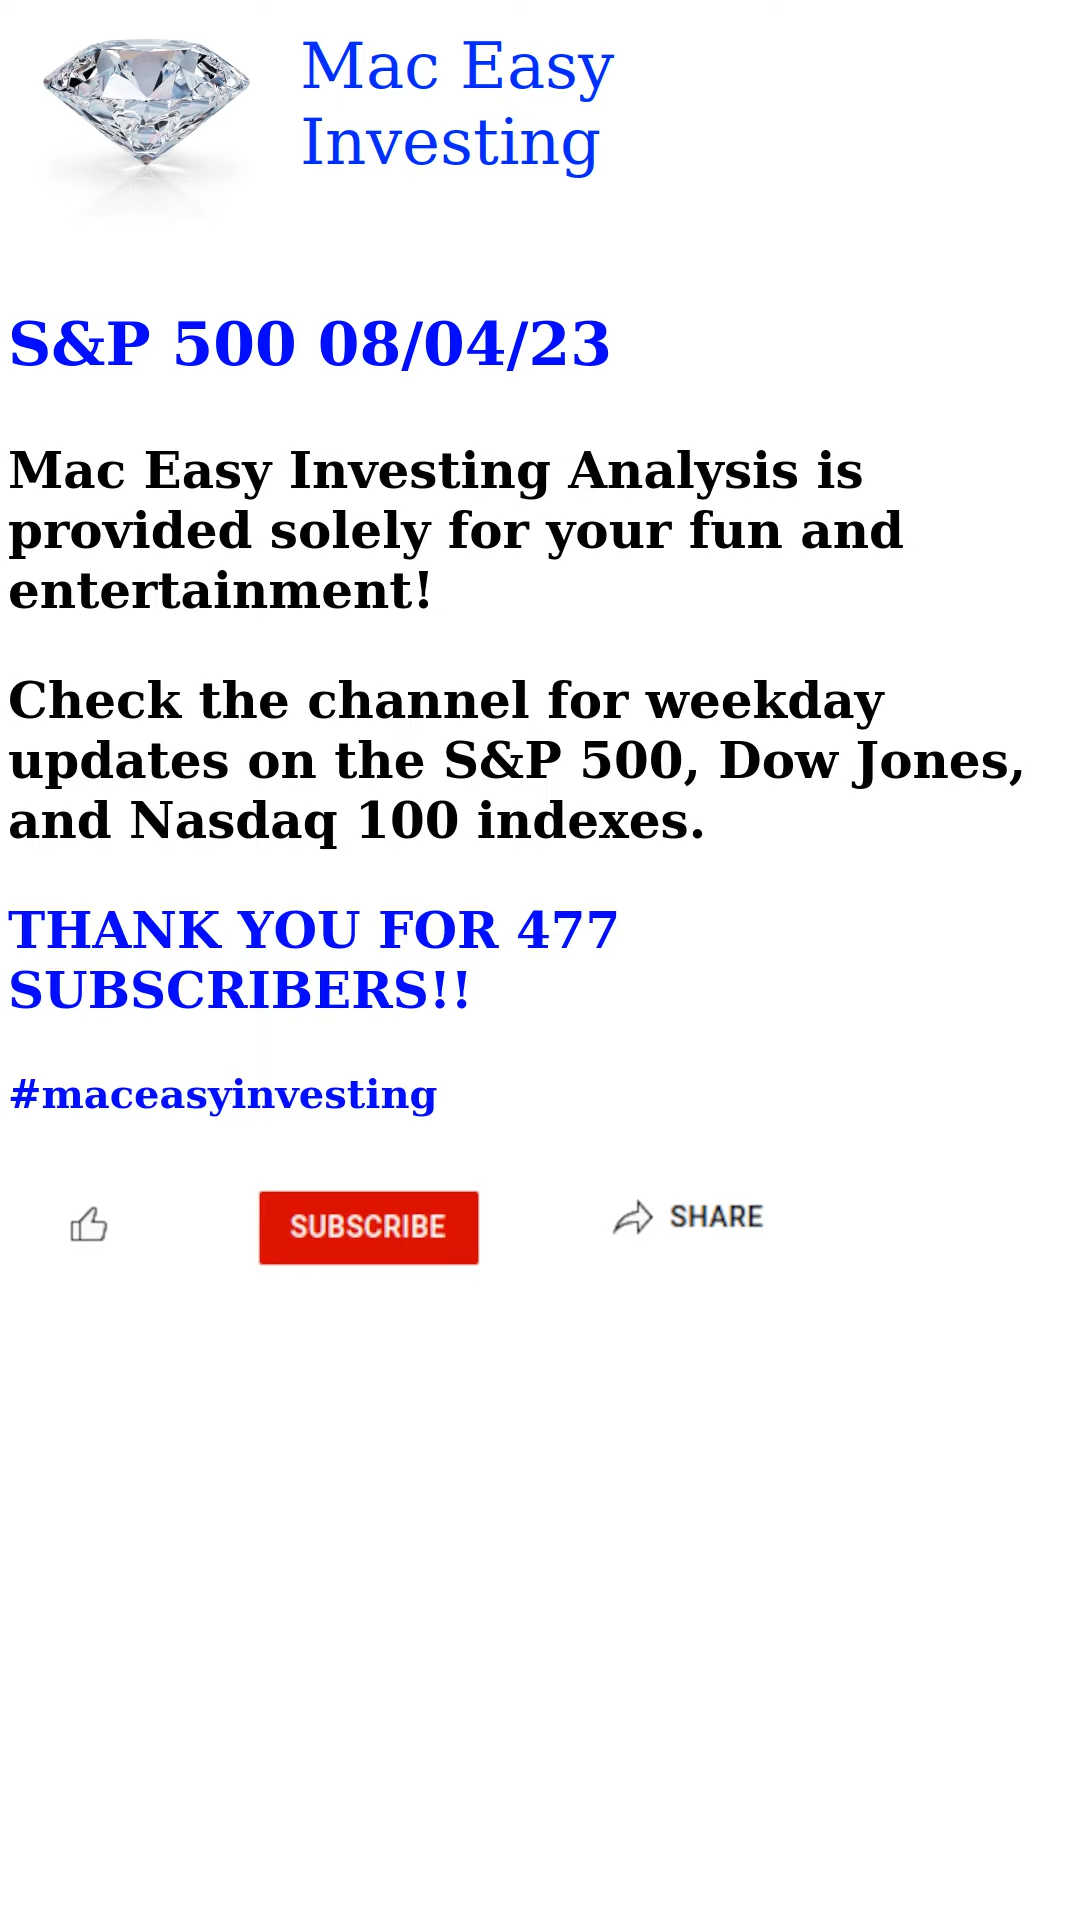 Mac Easy
Investing
S&P 500 08/04/23
Mac Easy Investing Analysis is
provided solely for your fun and
entertainment!
Check the channel for weekday
updates on the S&P 500, Dow Jones,
and Nasdaq 100 indexes.
THANK YOU FOR 477
SUBSCRIBERS!!
#maceasyinvesting
SUBSCRIBE
SHARE